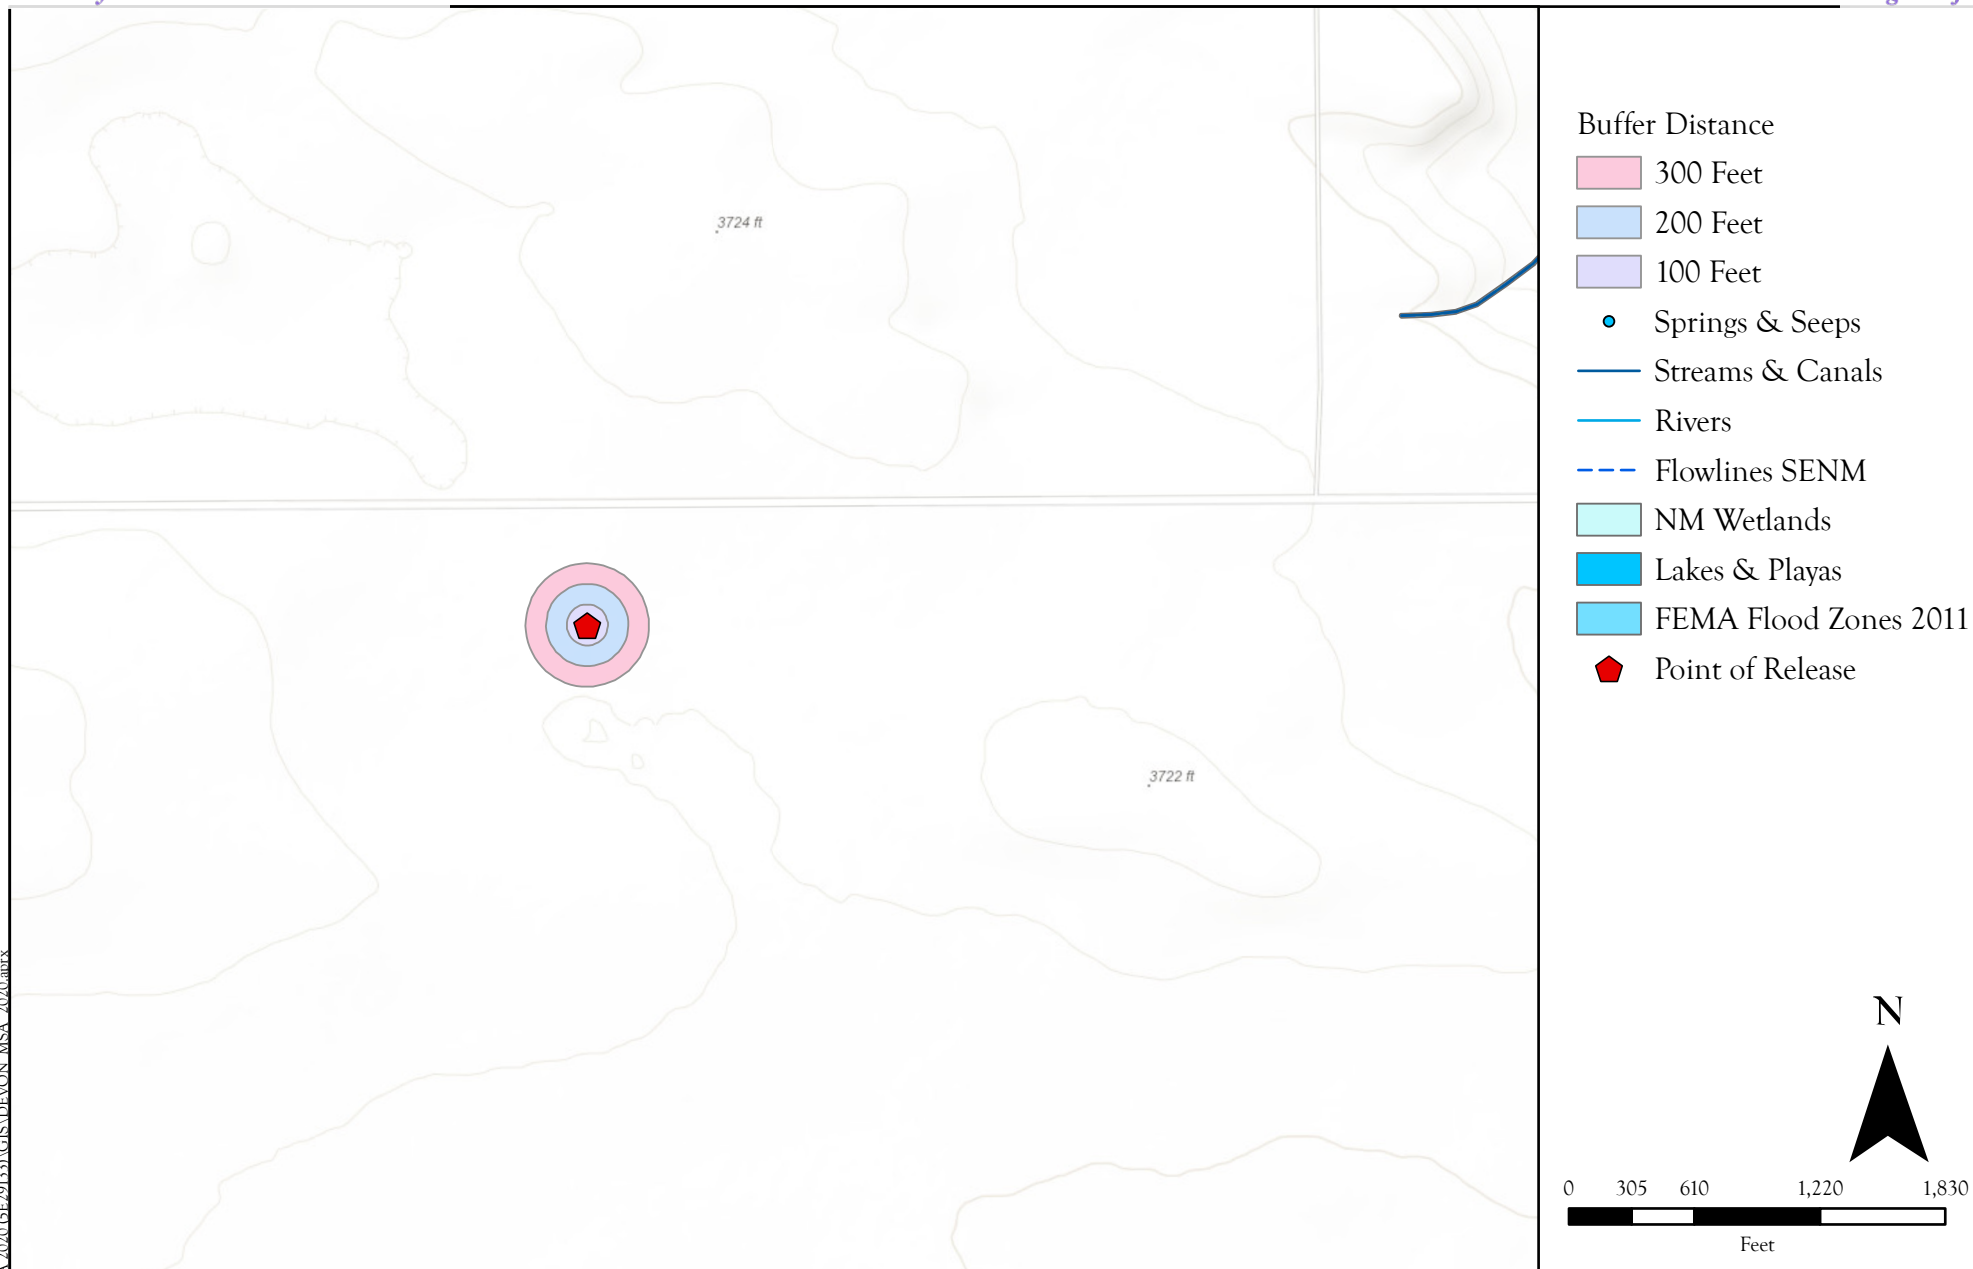 3724 ft
3722 ft
Buffer Distance
300 Feet
200 Feet
100 Feet
Springs & Seeps
Streams & Canals
Rivers
Flowlines SENM
NM Wetlands
Lakes & Playas
FEMA Flood Zones 2011
Point of Release
N
0 305 610 1,220 1,830
Feet